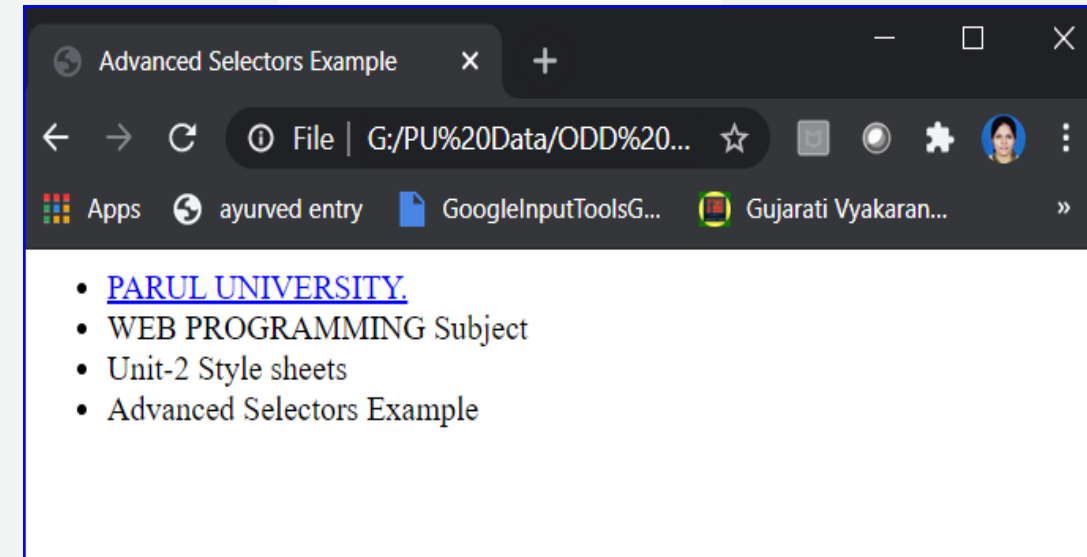 Advanced Selectors Example
File | G:/PU%20Data/ODD%20...
Apps ayurved entry GoogleInputToolsG... Gujarati Vyakaran... »
• PARUL UNIVERSITY.
• WEB PROGRAMMING Subject
• Unit-2 Style sheets
• Advanced Selectors Example